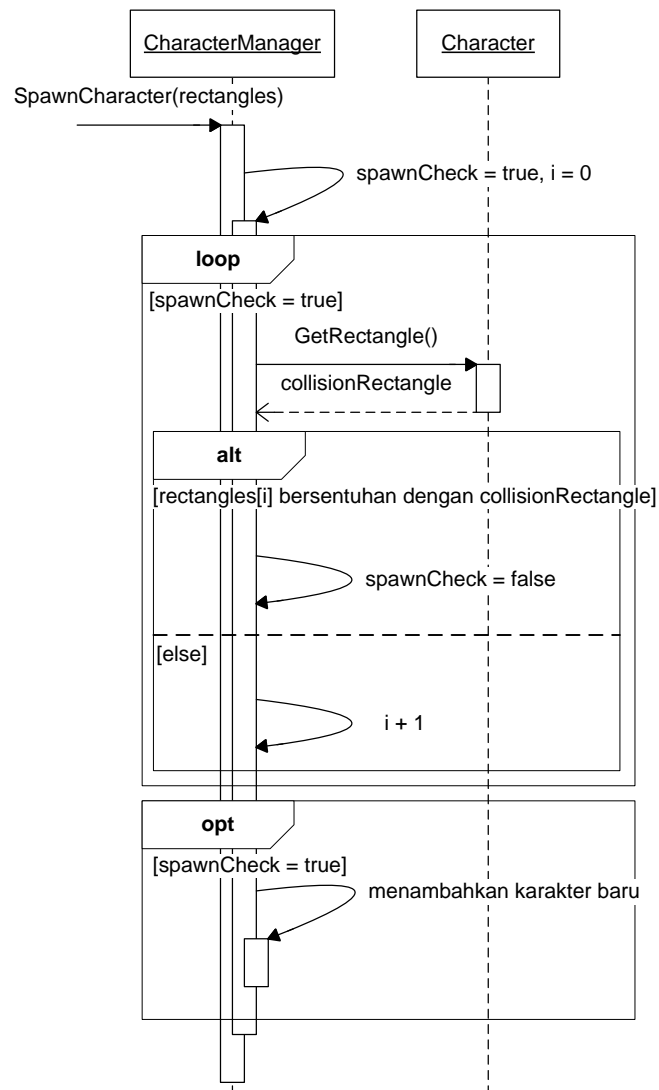 CharacterManager
Character
SpawnCharacter(rectangles)
spawnCheck = true, i = 0
loop
[spawnCheck = true]
GetRectangle()
collisionRectangle
alt
[rectangles[i] bersentuhan dengan collisionRectangle]
spawnCheck = false
[else]
i + 1
opt
[spawnCheck = true]
menambahkan karakter baru